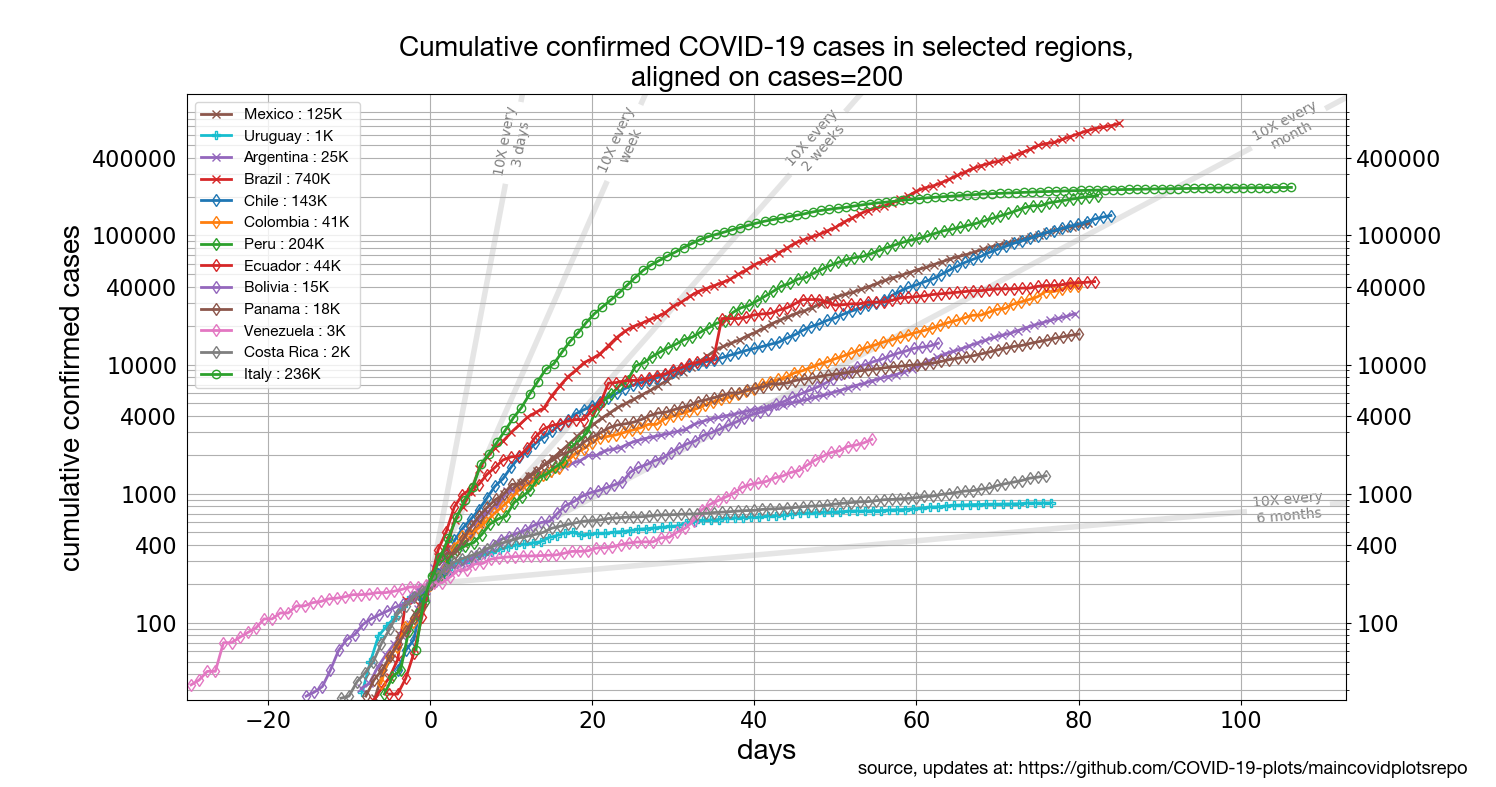 Cumulative confirmed COVID-19 cases in selected regions,
aligned on cases=200
Mexico : 125K
Uruguay : 1K
Argentina : 25K
Brazil : 740K
Chile : 143K
Colombia : 41K
Peru : 204K
Ecuador : 44K
Bolivia : 15K
Panama : 18K
Venezuela : 3K
Costa Rica : 2K
Italy : 236K
10X every
3 days
10X every
week
10X every
2 weeks
10X every
month
10X every
6 months
cumulative confirmed cases
400000
100000
40000
10000
4000
1000
400
100
400000
100000
40000
10000
4000
1000
400
100
−20
0
20
40
60
80
100
days
source, updates at: https://github.com/COVID-19-plots/maincovidplotsrepo